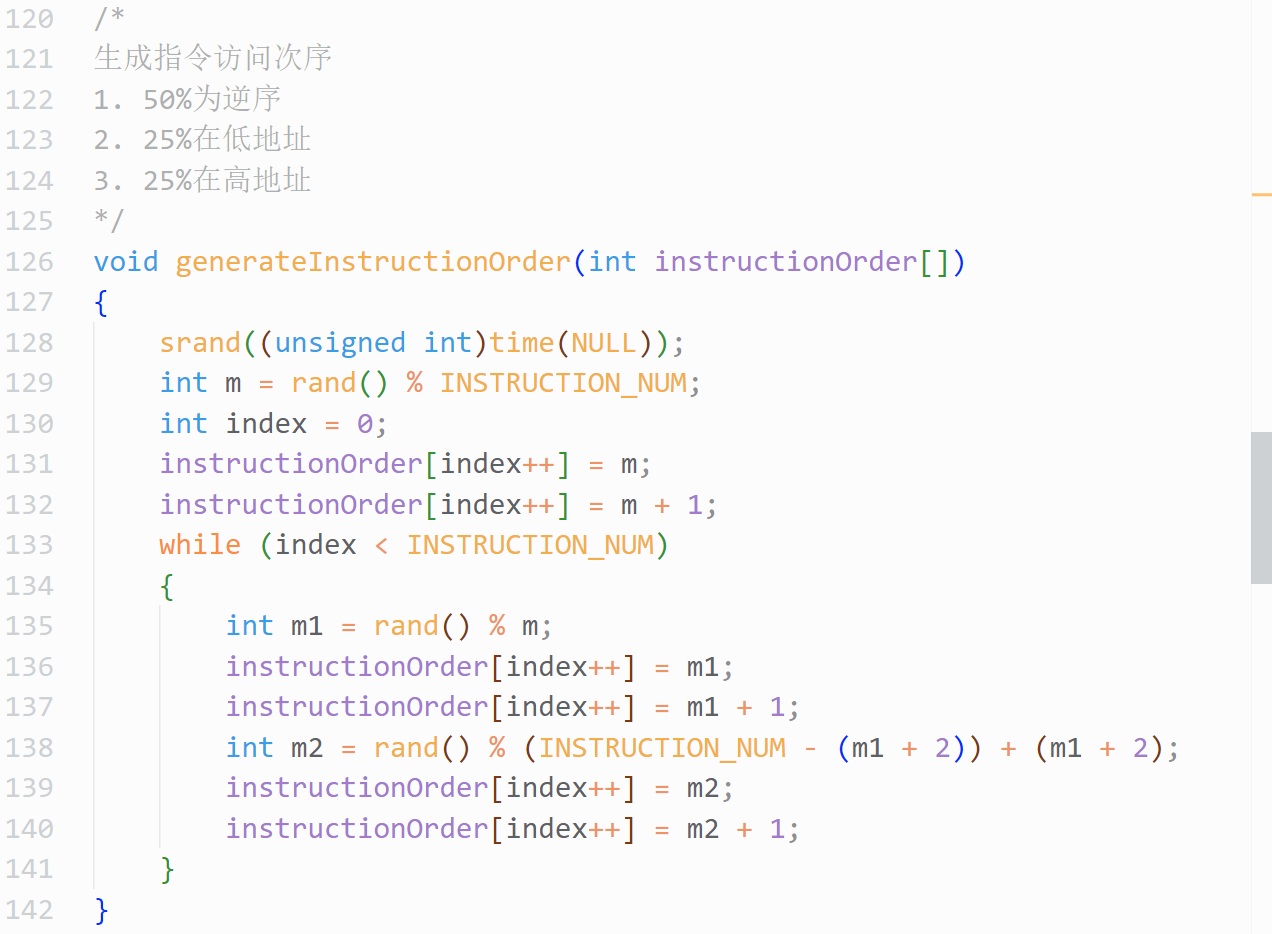 120 /*
121 生成指令访问次序
122 1. 50%为逆序
123 2. 25%在低地址
124 3. 25%在高地址
125 */
126 void generateInstructionOrder(int instructionOrder[])
127 {
128     srand((unsigned int)time(NULL));
129     int m = rand() % INSTRUCTION_NUM;
130     int index = 0;
131     instructionOrder[index++] = m;
132     instructionOrder[index++] = m + 1;
133     while (index < INSTRUCTION_NUM)
134     {
135         int m1 = rand() % m;
136         instructionOrder[index++] = m1;
137         instructionOrder[index++] = m1 + 1;
138         int m2 = rand() % (INSTRUCTION_NUM - (m1 + 2)) + (m1 + 2);
139         instructionOrder[index++] = m2;
140         instructionOrder[index++] = m2 + 1;
141     }
142 }